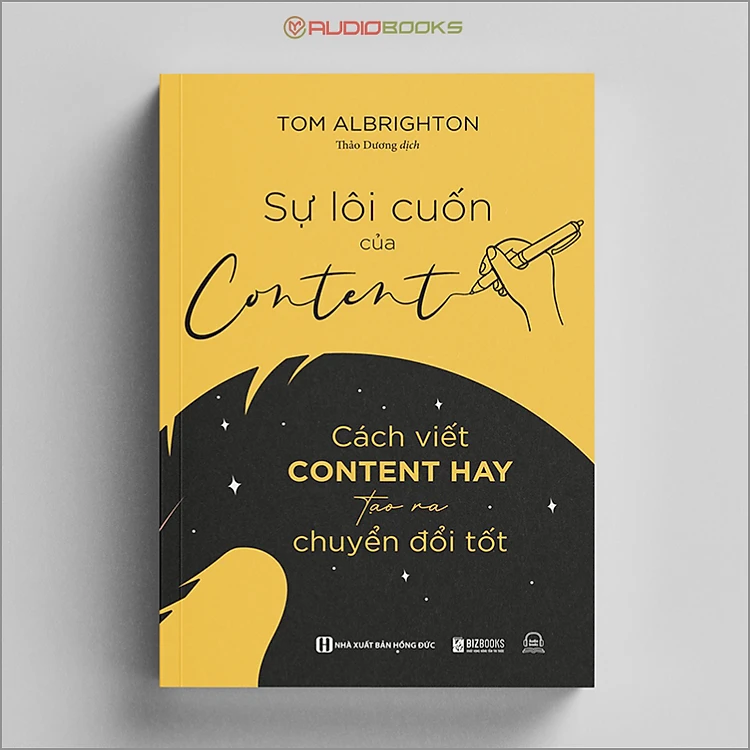 AUDIOBOOKS
TOM ALBRIGHTON
Thảo Dương dịch
Sự lôi cuốn
của
Content
Cách viết
CONTENT HAY
tạo ra
chuyển đổi tốt
NHÀ XUẤT BẢN HỒNG ĐỨC
BIZBOOKS